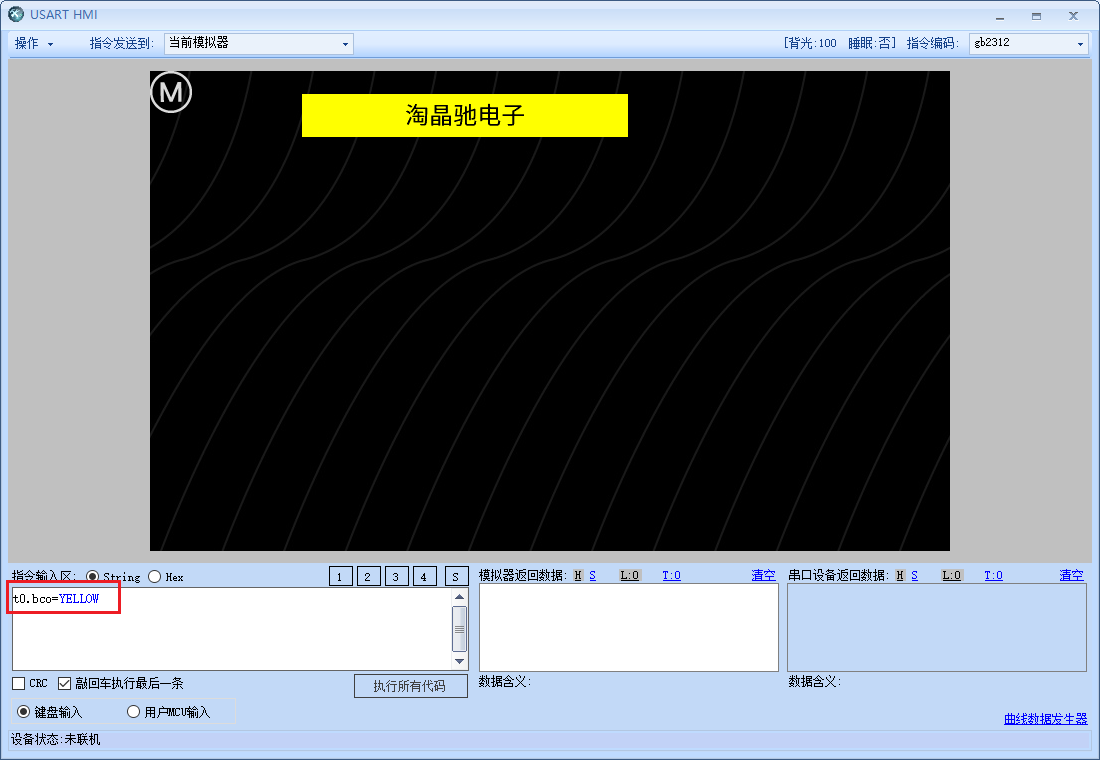 USART HMI
操作 指令发送到: 当前模拟器 [背光:100 睡眠:否] 指令编码: gb2312
M
淘晶驰电子
指令输入区: String Hex 1 2 3 4 S 模拟器返回数据: H S L:0 T:0 清空 串口设备返回数据: H S L:0 T:0 清空
t0.bco=YELLOW
CRC 敲回车执行最后一条 执行所有代码 数据含义: 数据含义:
键盘输入 用户MCU输入
曲线数据发生器
设备状态:未联机